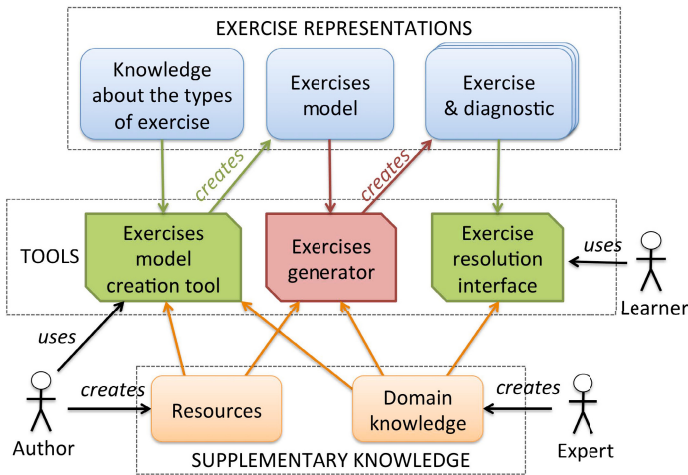 EXERCISE REPRESENTATIONS
Knowledge
about the types
of exercise
Exercises
model
Exercise
& diagnostic
creates
creates
TOOLS
Exercises
model
creation tool
Exercises
generator
Exercise
resolution
interface
uses
Learner
uses
creates
Resources
Domain
knowledge
creates
Author
Expert
SUPPLEMENTARY KNOWLEDGE